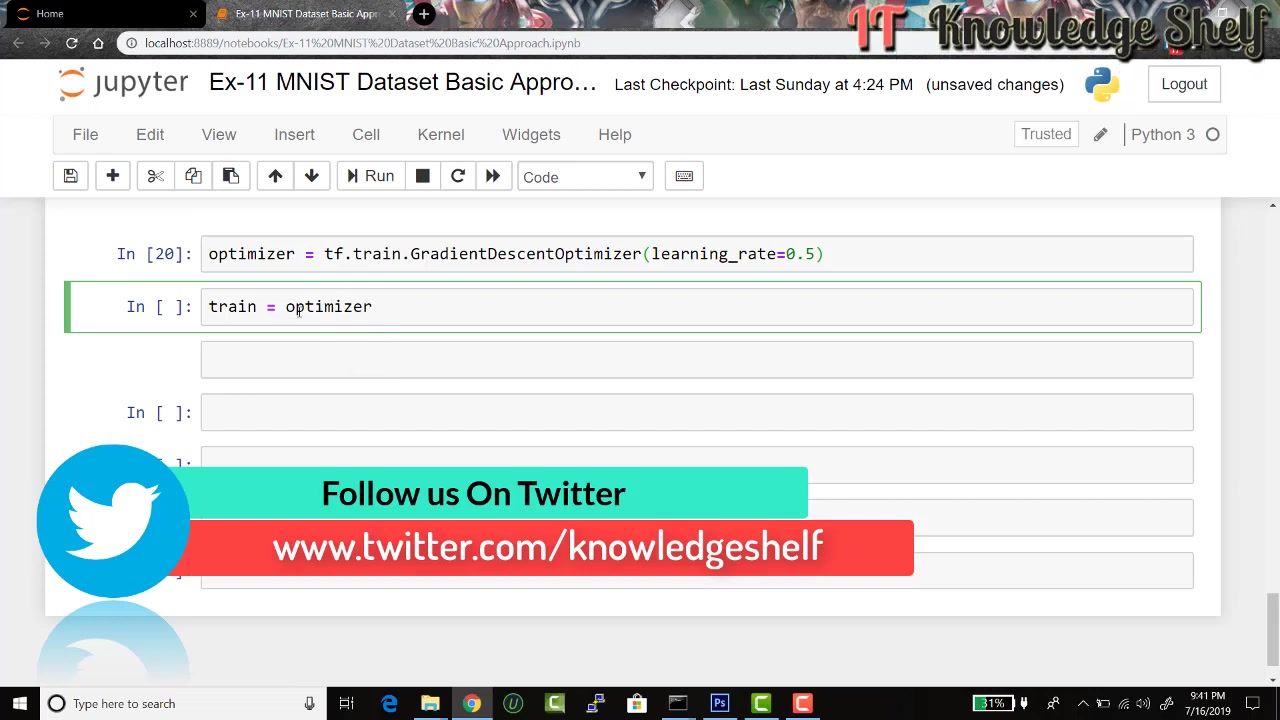 Home
Ex-11 MNIST Dataset Basic Appr
IT Knowledge Shelf
localhost:8889/notebooks/Ex-11%20MNIST%20Dataset%20Basic%20Approach.ipynb
jupyter
Ex-11 MNIST Dataset Basic Appro... Last Checkpoint: Last Sunday at 4:24 PM (unsaved changes)
Logout
File Edit View Insert Cell Kernel Widgets Help
Trusted
Python 3
Run
Code
In [20]: optimizer = tf.train.GradientDescentOptimizer(learning_rate=0.5)
In [ ]: train = optimizer
In [ ]:
Follow us On Twitter
www.twitter.com/knowledgeshelf
Type here to search
31%
9:41 PM
7/16/2019